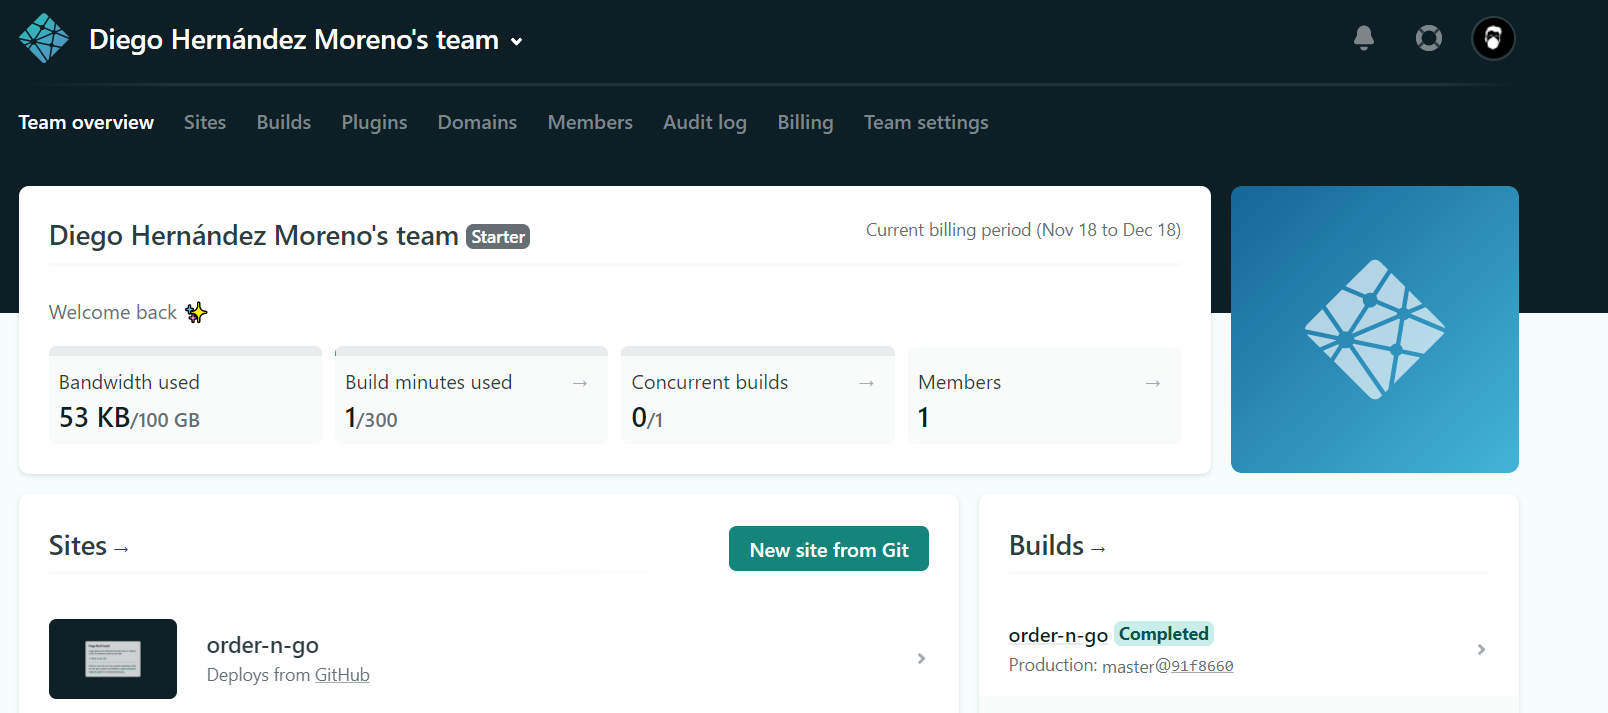 Diego Hernández Moreno's team
Team overview Sites Builds Plugins Domains Members Audit log Billing Team settings
Diego Hernández Moreno's team Starter
Current billing period (Nov 18 to Dec 18)
Welcome back ✨
Bandwidth used
53 KB/100 GB
Build minutes used →
1/300
Concurrent builds →
0/1
Members →
1
Sites →
New site from Git
order-n-go
Deploys from GitHub
Builds →
order-n-go Completed
Production: master@91f8660